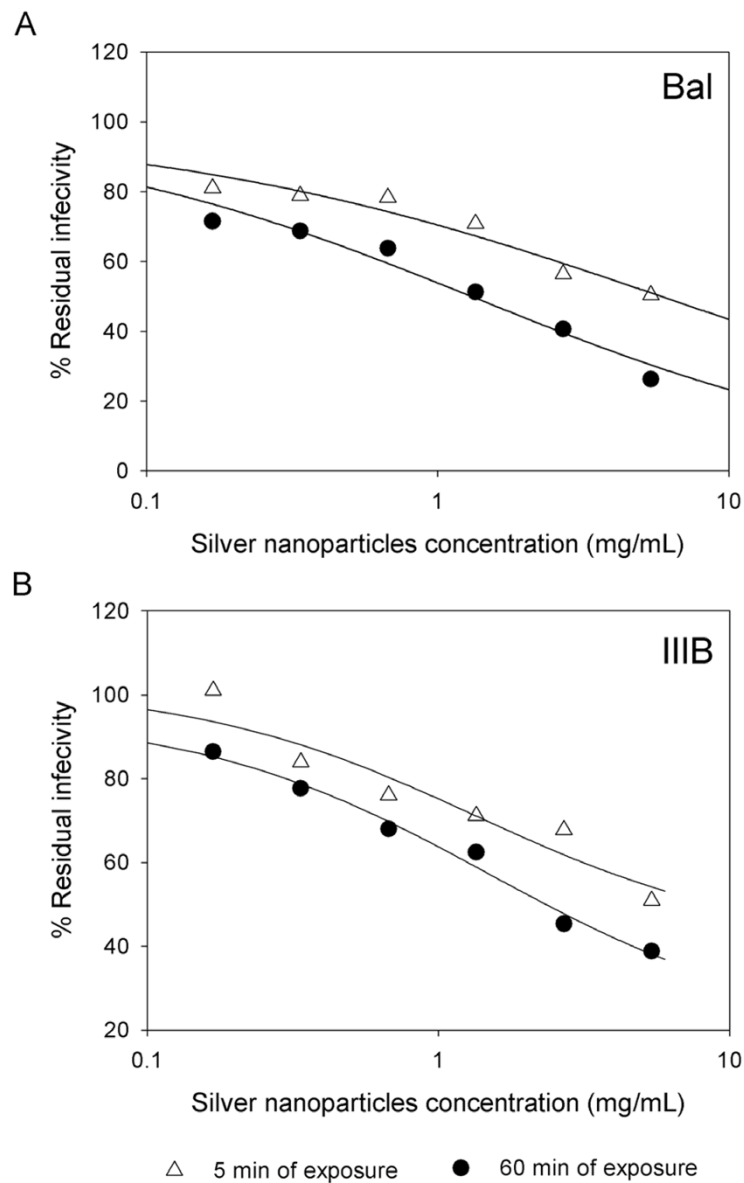 A
Bal
120
100
80
60
40
20
0
% Residual infecivity
0.1 1 10
Silver nanoparticles concentration (mg/mL)
B
IIIB
120
100
80
60
40
20
% Residual infecivity
0.1 1 10
Silver nanoparticles concentration (mg/mL)
△ 5 min of exposure ● 60 min of exposure